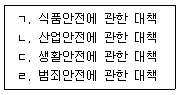 ㄱ. 식품안전에 관한 대책
ㄴ. 산업안전에 관한 대책
ㄷ. 생활안전에 관한 대책
ㄹ. 범죄안전에 관한 대책